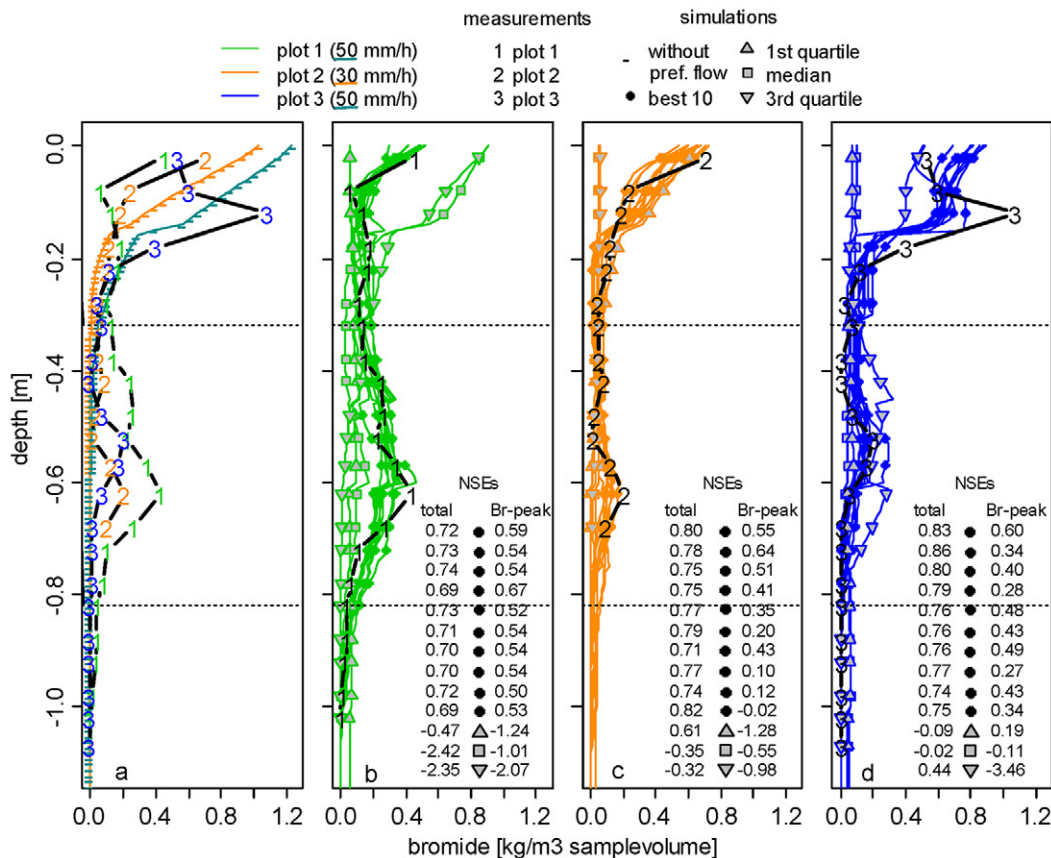 measurements simulations
plot 1 (50 mm/h) 1 plot 1 - without pref. flow 1st quartile
plot 2 (30 mm/h) 2 plot 2 median
plot 3 (50 mm/h) 3 plot 3 best 10 3rd quartile
depth [m]
0.0
-0.2
-0.4
-0.6
-0.8
-1.0
a
b
c
d
NSEs
total Br-peak
0.72 0.59
0.73 0.54
0.74 0.54
0.69 0.67
0.73 0.52
0.71 0.54
0.70 0.54
0.70 0.54
0.72 0.50
0.69 0.53
-0.47 -1.24
-2.42 -1.01
-2.35 -2.07
NSEs
total Br-peak
0.80 0.55
0.78 0.64
0.75 0.51
0.75 0.41
0.77 0.35
0.79 0.20
0.71 0.43
0.77 0.10
0.74 0.12
0.82 -0.02
0.61 -1.28
-0.35 -0.55
-0.32 -0.98
NSEs
total Br-peak
0.83 0.60
0.86 0.34
0.80 0.40
0.79 0.28
0.76 0.48
0.76 0.43
0.76 0.49
0.77 0.27
0.74 0.43
0.75 0.34
-0.09 0.19
-0.02 -0.11
0.44 -3.46
0.0 0.4 0.8 1.2 0.0 0.4 0.8 1.2 0.0 0.4 0.8 1.2 0.0 0.4 0.8 1.2
bromide [kg/m3 samplevolume]